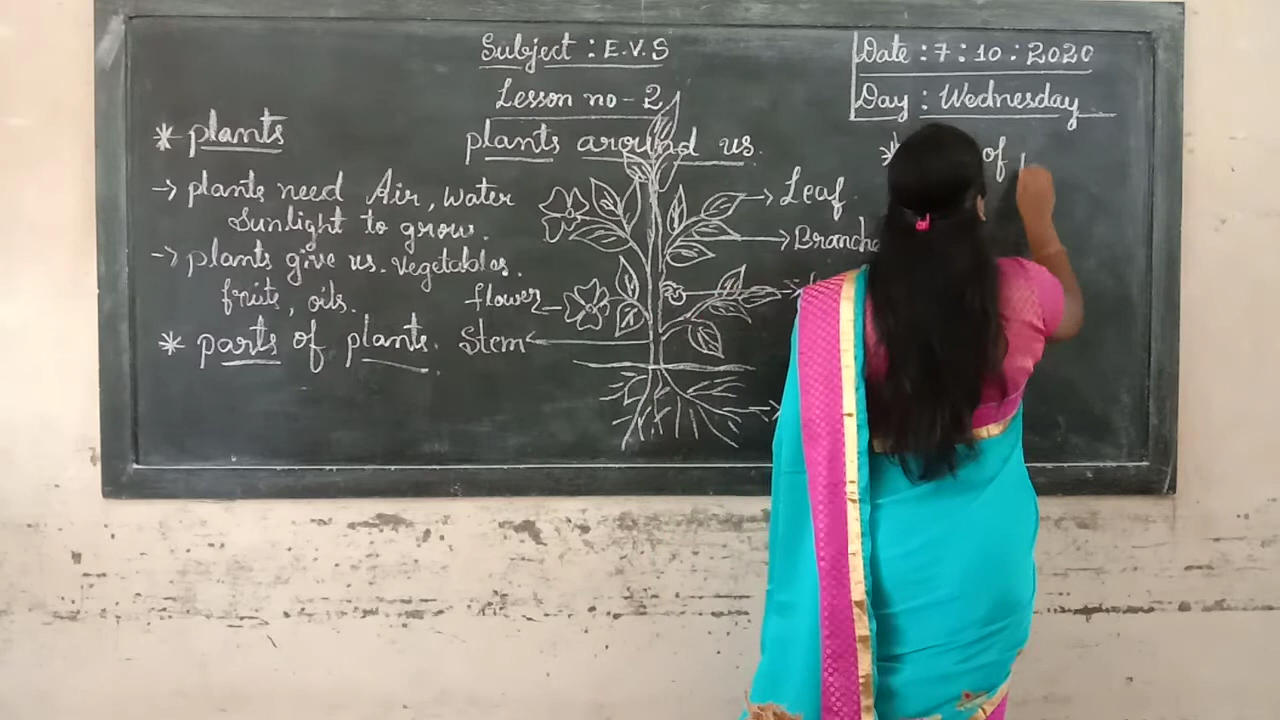 Subject : E.V.S
Lesson no - 2
plants around us.
Date : 7 : 10 : 2020
Day : Wednesday
* plants
-> plants need Air, water
Sunlight to grow.
-> plants give us. vegetables.
fruits, oils.
* parts of plants.
flower
Stem
Leaf.
Branche
* of